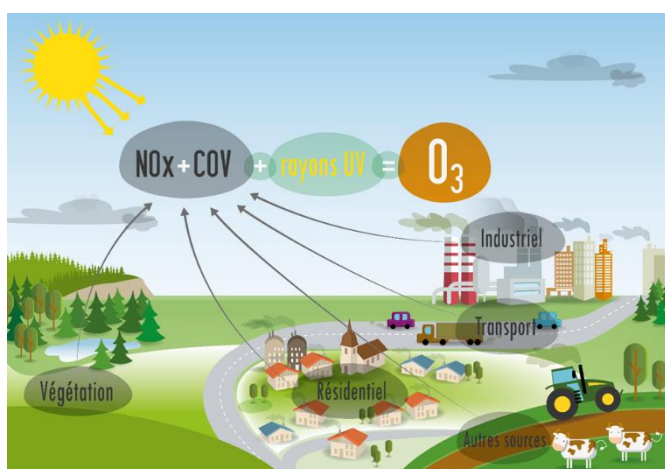 NOx + COV + rayons UV = O₃
Industriel
Transport
Végétation
Résidentiel
Autres sources